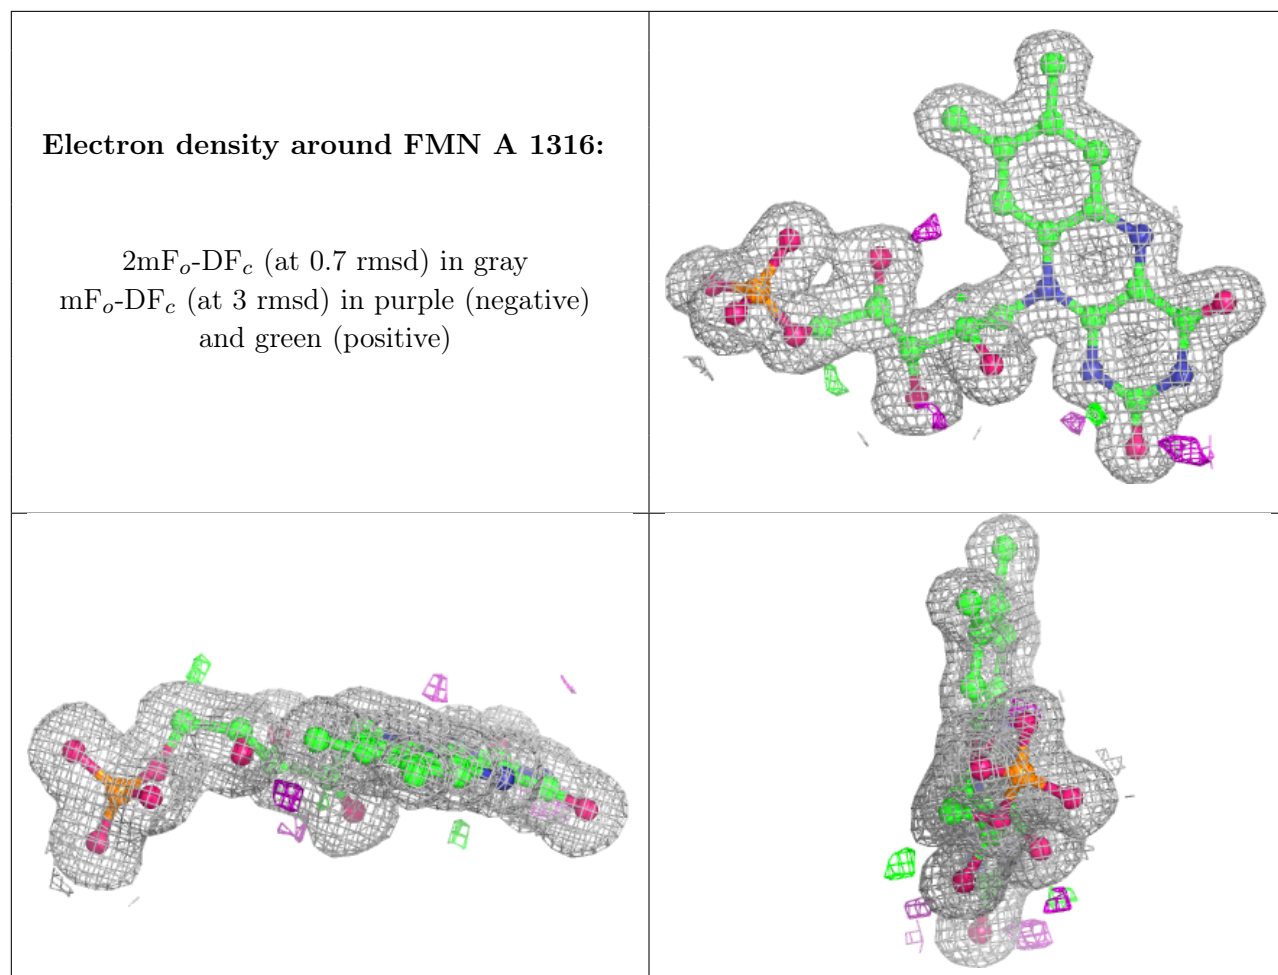 Electron density around FMN A 1316:
2mFo-DFc (at 0.7 rmsd) in gray
mFo-DFc (at 3 rmsd) in purple (negative)
and green (positive)